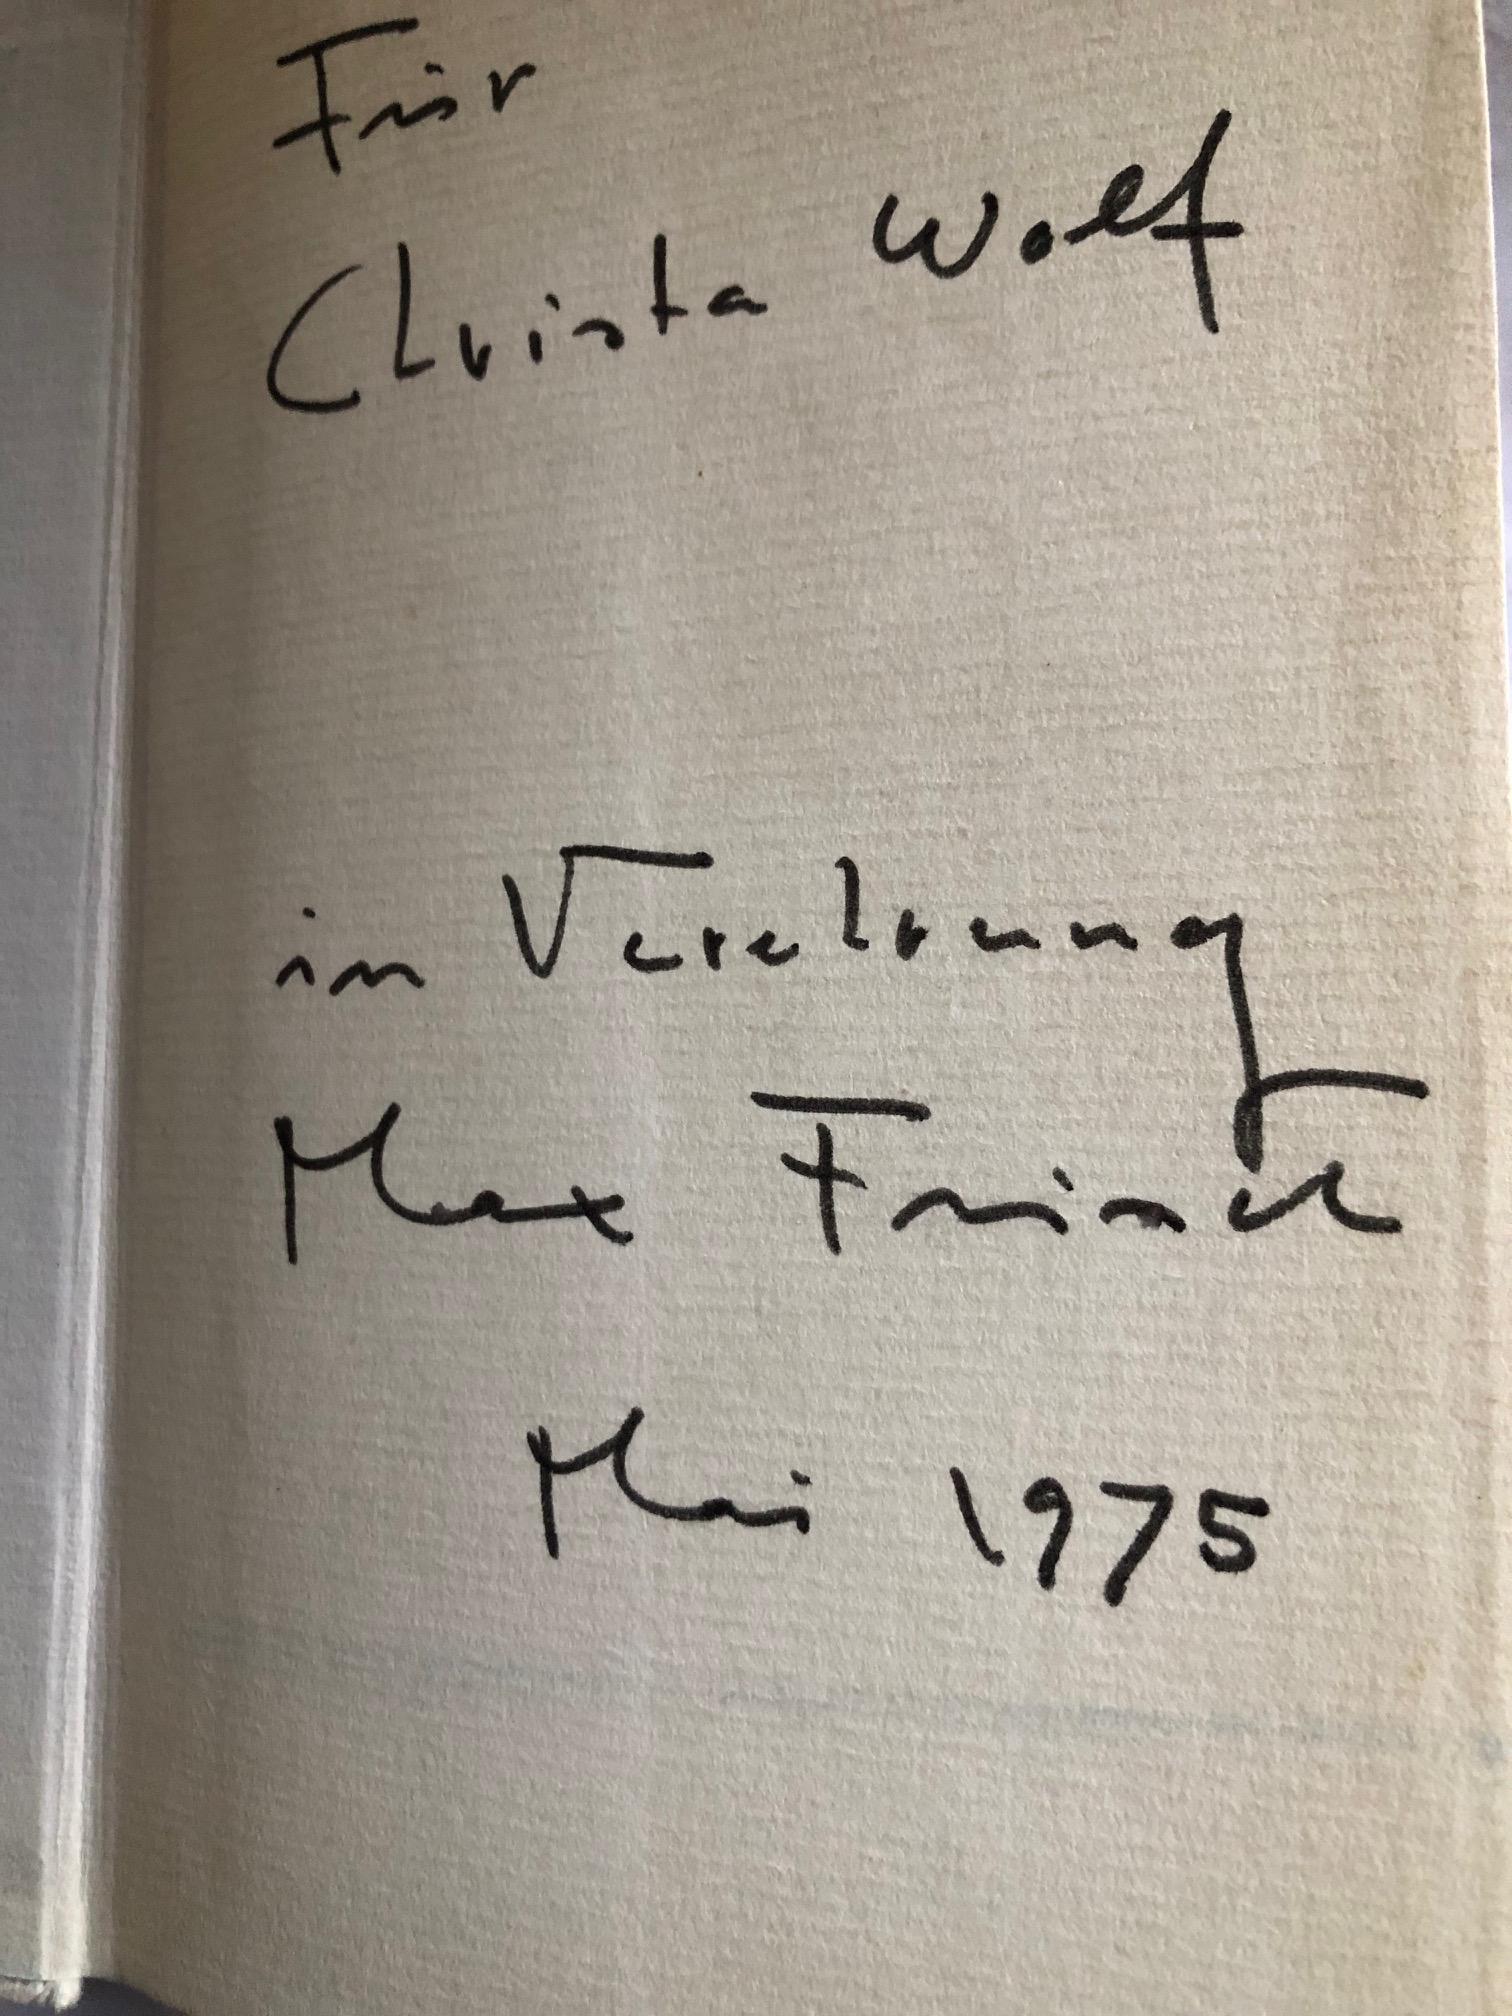 Für
Christa Wolf
in Verehrung
Max Frisch
Mai 1975